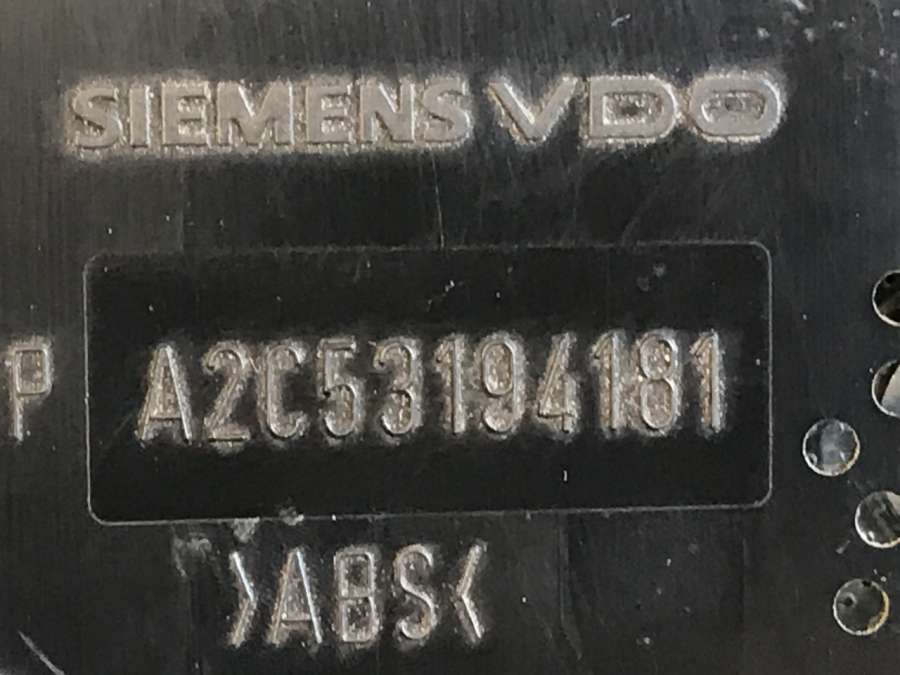 SIEMENS VDO
P A2C53194181
>ABS<